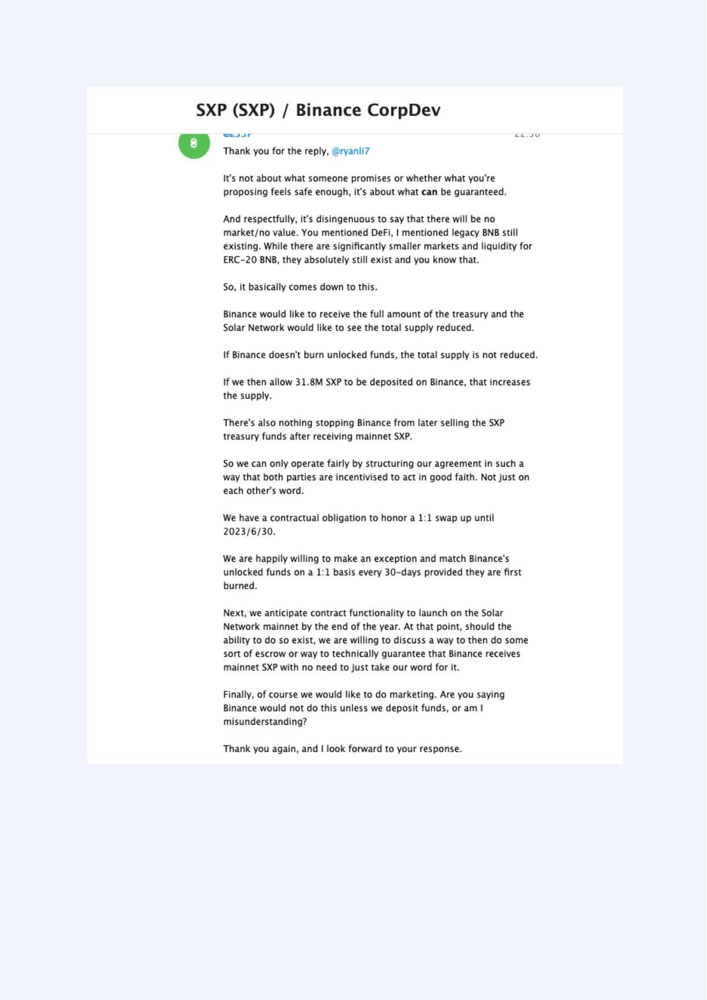 SXP (SXP) / Binance CorpDev
Thank you for the reply, @ryanli7
It's not about what someone promises or whether what you're
proposing feels safe enough, it's about what can be guaranteed.
And respectfully, it's disingenuous to say that there will be no
market/no value. You mentioned DeFi, I mentioned legacy BNB still
existing. While there are significantly smaller markets and liquidity for
ERC-20 BNB, they absolutely still exist and you know that.
So, it basically comes down to this.
Binance would like to receive the full amount of the treasury and the
Solar Network would like to see the total supply reduced.
If Binance doesn't burn unlocked funds, the total supply is not reduced.
If we then allow 31.8M SXP to be deposited on Binance, that increases
the supply.
There's also nothing stopping Binance from later selling the SXP
treasury funds after receiving mainnet SXP.
So we can only operate fairly by structuring our agreement in such a
way that both parties are incentivised to act in good faith. Not just on
each other's word.
We have a contractual obligation to honor a 1:1 swap up until
2023/6/30.
We are happily willing to make an exception and match Binance's
unlocked funds on a 1:1 basis every 30-days provided they are first
burned.
Next, we anticipate contract functionality to launch on the Solar
Network mainnet by the end of the year. At that point, should the
ability to do so exist, we are willing to discuss a way to then do some
sort of escrow or way to technically guarantee that Binance receives
mainnet SXP with no need to just take our word for it.
Finally, of course we would like to do marketing. Are you saying
Binance would not do this unless we deposit funds, or am I
misunderstanding?
Thank you again, and I look forward to your response.